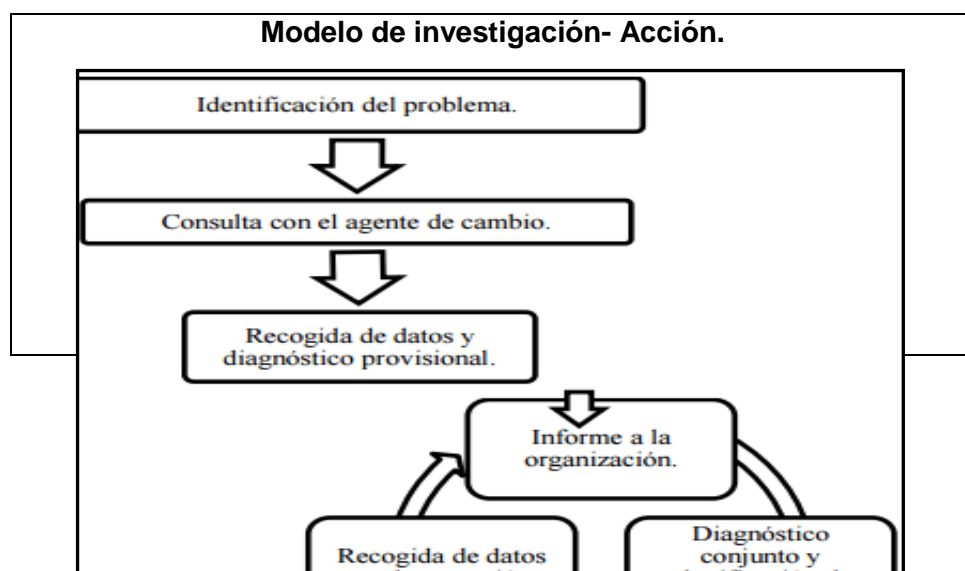 Modelo de investigación- Acción.
Identificación del problema.
Consulta con el agente de cambio.
Recogida de datos y
diagnóstico provisional.
Informe a la
organización.
Recogida de datos
Diagnóstico
conjunto y